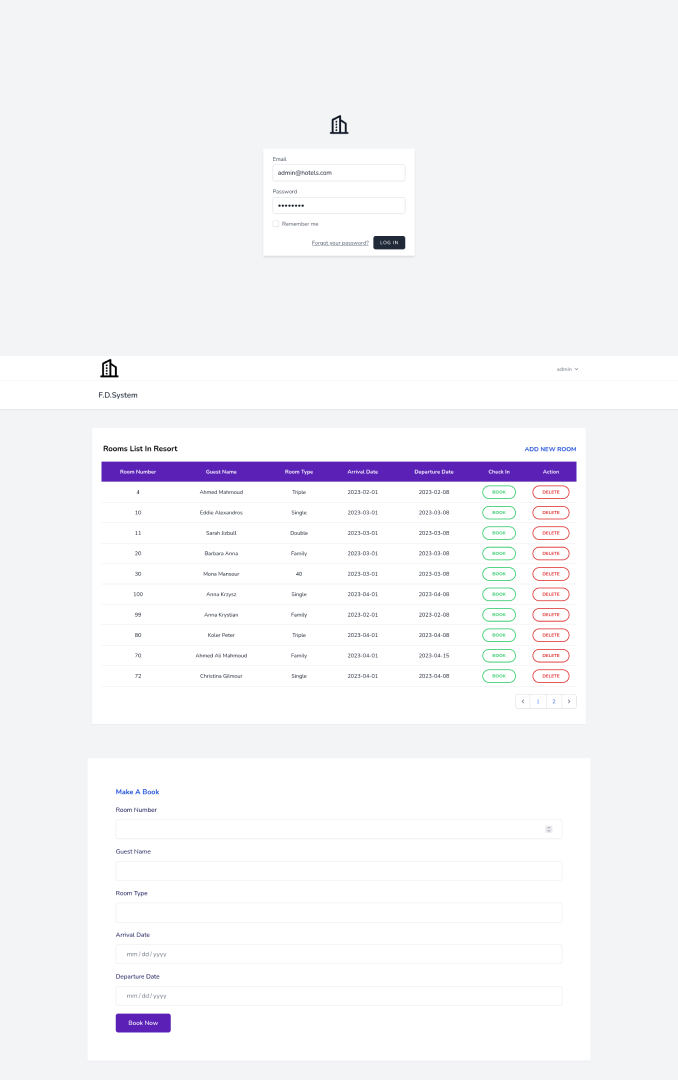 Email
admin@hotels.com
Password
••••••••
Remember me
Forgot your password? LOG IN
admin
F.D.System
Rooms List In Resort ADD NEW ROOM
Room Number Guest Name Room Type Arrival Date Departure Date Check In Action
4 Ahmed Mahmoud Triple 2023-02-01 2023-02-08 BOOK DELETE
10 Eddie Alexandros Single 2023-03-01 2023-03-08 BOOK DELETE
11 Sarah Jizbull Double 2023-03-01 2023-03-08 BOOK DELETE
20 Barbara Anna Family 2023-03-01 2023-03-08 BOOK DELETE
30 Mona Mansour 40 2023-03-01 2023-03-08 BOOK DELETE
100 Anna Krzysz Single 2023-04-01 2023-04-08 BOOK DELETE
99 Anna Krystian Family 2023-02-01 2023-02-08 BOOK DELETE
80 Koler Peter Triple 2023-04-01 2023-04-08 BOOK DELETE
70 Ahmed Ali Mahmoud Family 2023-04-01 2023-04-15 BOOK DELETE
72 Christina Gilmour Single 2023-04-01 2023-04-08 BOOK DELETE
1 2
Make A Book
Room Number
Guest Name
Room Type
Arrival Date
mm/dd/yyyy
Departure Date
mm/dd/yyyy
Book Now